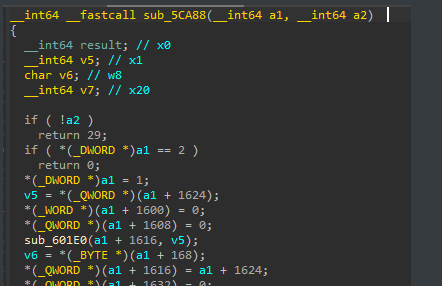 __int64 __fastcall sub_5CA88(__int64 a1, __int64 a2)
{
  __int64 result; // x0
  __int64 v5; // x1
  char v6; // w8
  __int64 v7; // x20

  if ( !a2 )
    return 29;
  if ( *(_DWORD *)a1 == 2 )
    return 0;
  *(_DWORD *)a1 = 1;
  v5 = *(_QWORD *)(a1 + 1624);
  *(_WORD *)(a1 + 1600) = 0;
  *(_QWORD *)(a1 + 1608) = 0;
  sub_601E0(a1 + 1616, v5);
  v6 = *(_BYTE *)(a1 + 168);
  *(_QWORD *)(a1 + 1616) = a1 + 1624;
  *(_QWORD *)(a1 + 1632) = 0;